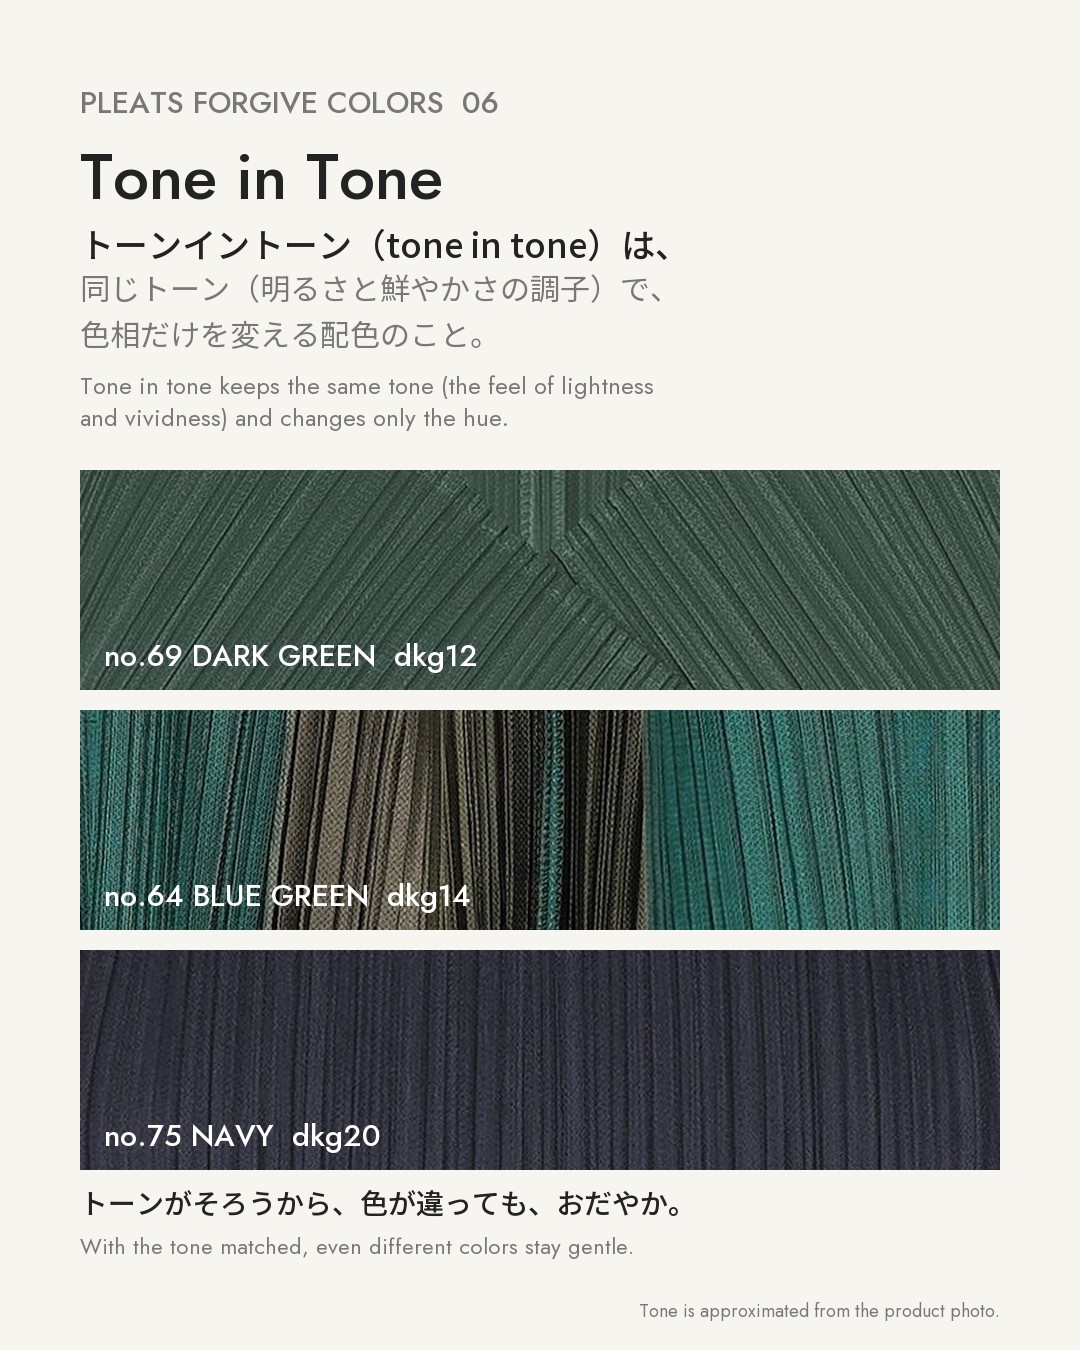 PLEATS FORGIVE COLORS 06
Tone in Tone
トーンイントーン（tone in tone）は、
同じトーン（明るさと鮮やかさの調子）で、
色相だけを変える配色のこと。
Tone in tone keeps the same tone (the feel of lightness
and vividness) and changes only the hue.
no.69 DARK GREEN dkg12
no.64 BLUE GREEN dkg14
no.75 NAVY dkg20
トーンがそろうから、色が違っても、おだやか。
With the tone matched, even different colors stay gentle.
Tone is approximated from the product photo.